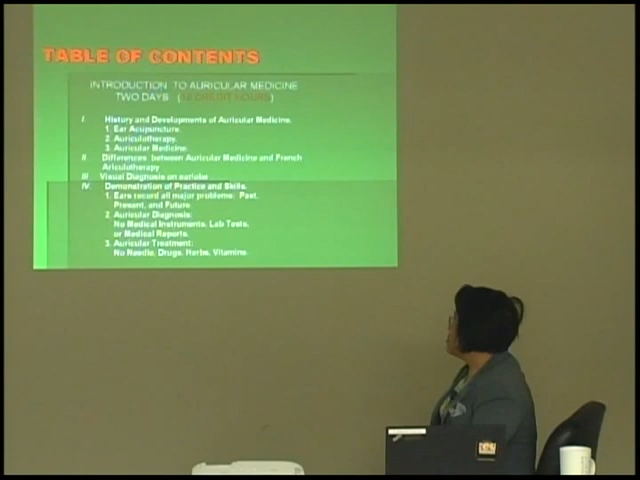 TABLE OF CONTENTS
INTRODUCTION TO AURICULAR MEDICINE
TWO DAYS (16 CREDIT HOURS)
I. History and Developments of Auricular Medicine.
1. Ear Acupuncture.
2. Auriculotherapy.
3. Auricular Medicine.
II. Differences between Auricular Medicine and French
Ariculotherapy
III. Visual Diagnosis on
IV. Demonstration of Practice and Skills.
1. Ears record all major problems: Past,
Present, and Future.
2. Auricular Diagnosis:
No Medical Instruments, Lab Tests,
or Medical Reports.
3. Auricular Treatment:
No Needle, Drugs, Herbs, Vitamins.